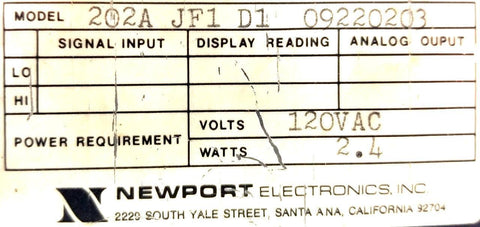 MODEL 202A JF1 D1 09220203
SIGNAL INPUT DISPLAY READING ANALOG OUPUT
LO
HI
POWER REQUIREMENT
VOLTS 120VAC
WATTS 2.4
NEWPORT ELECTRONICS, INC
2229 SOUTH YALE STREET, SANTA ANA, CALIFORNIA 92704